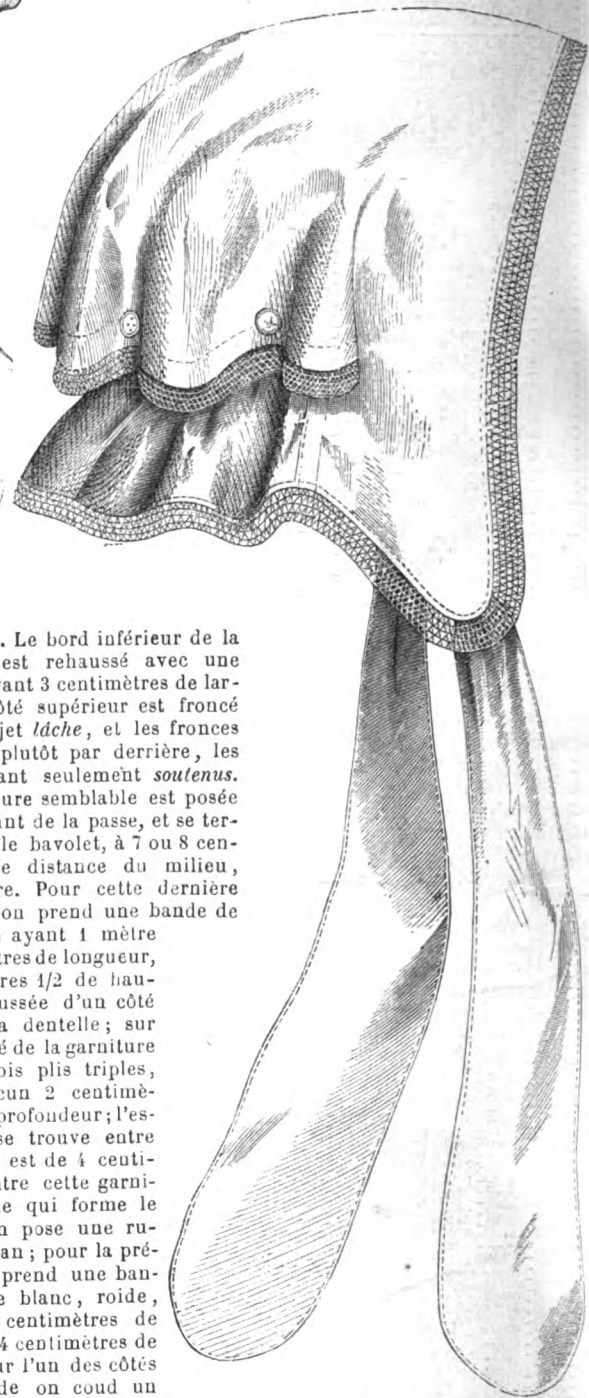 . Le bord inférieur de la
est rehaussé avec une
ayant 3 centimètres de lar-
ôté supérieur est froncé
jet lâche, et les fronces
plutôt par derrière, les
ant seulement soutenus.
ure semblable est posée
ant de la passe, et se ter-
le bavolet, à 7 ou 8 cen-
e distance du milieu,
re. Pour cette dernière
on prend une bande de
ayant 1 mètre
tres de longueur,
res 1/2 de hau-
ussée d'un côté
a dentelle ; sur
é de la garniture
ois plis triples,
cun 2 centimè-
profondeur ; l'es-
se trouve entre
est de 4 centi-
tre cette garni-
e qui forme le
n pose une ru-
an ; pour la pré-
prend une ban-
e blanc, roide,
centimètres de
4 centimètres de
ur l'un des côtés
de on coud un